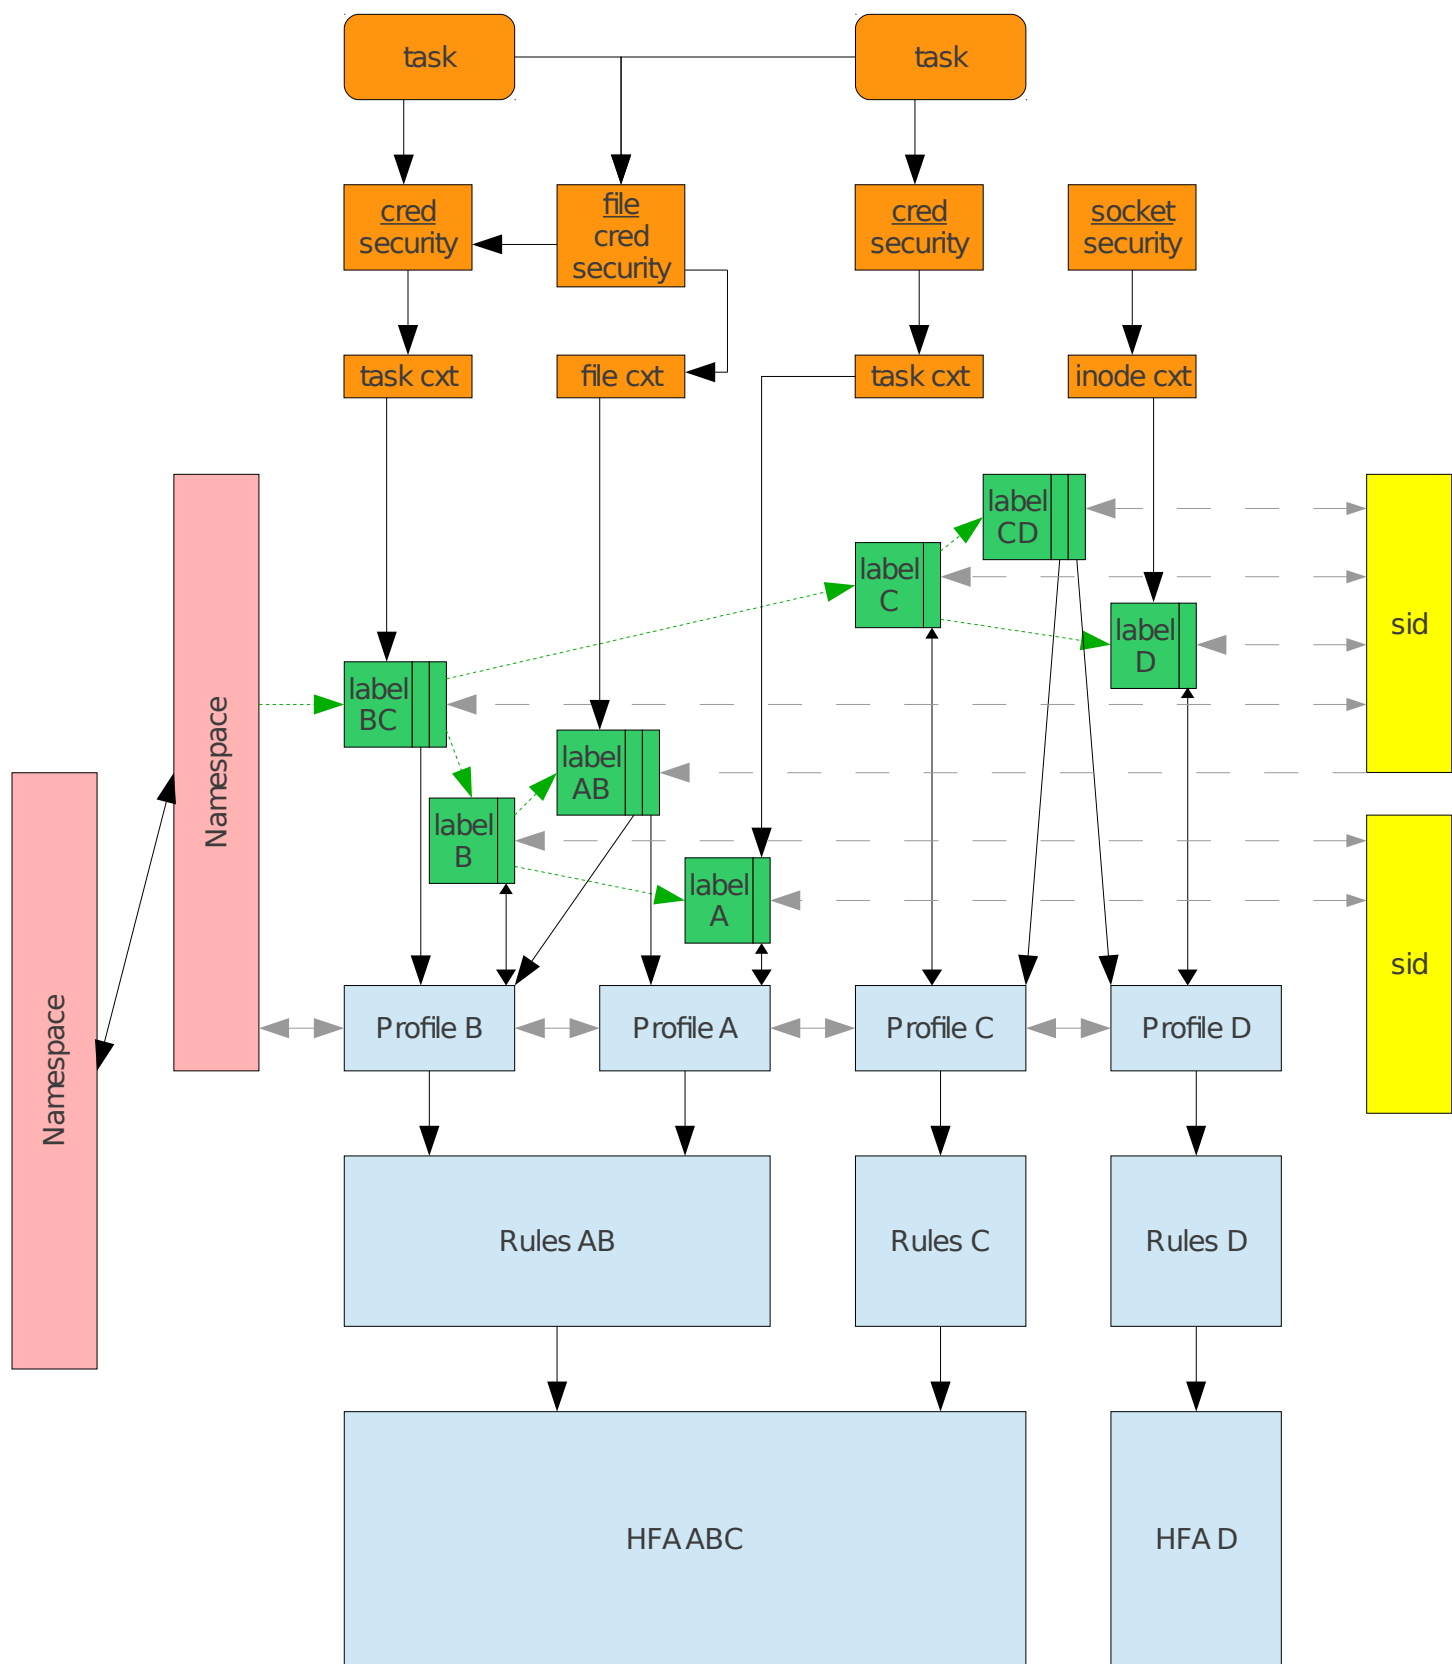 task
task
cred
security
file
cred
security
cred
security
socket
security
task cxt
file cxt
task cxt
inode cxt
label
CD
label
C
label
D
sid
label
BC
Namespace
label
AB
label
B
label
A
sid
Namespace
Profile B
Profile A
Profile C
Profile D
Rules AB
Rules C
Rules D
HFA ABC
HFA D